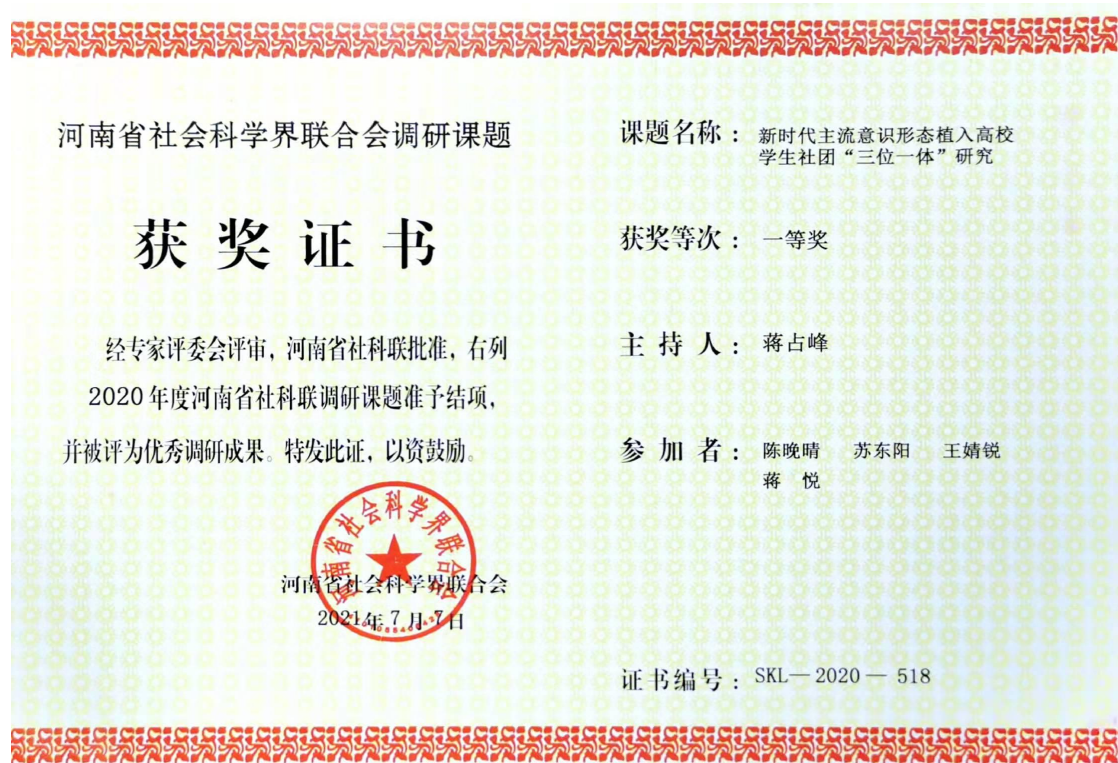 河南省社会科学界联合会调研课题
获奖证书
经专家评委会评审，河南省社科联批准，右列
2020年度河南省社科联调研课题准予结项，
并被评为优秀调研成果。特发此证，以资鼓励。
河南省社会科学界联合会
河南省社会科学界联合会
2021年7月7日
课题名称：新时代主流意识形态植入高校
学生社团“三位一体”研究
获奖等次：一等奖
主持人：蒋占峰
参加者：陈晚晴 苏东阳 王婧锐
蒋 悦
证书编号：SKL—2020—518